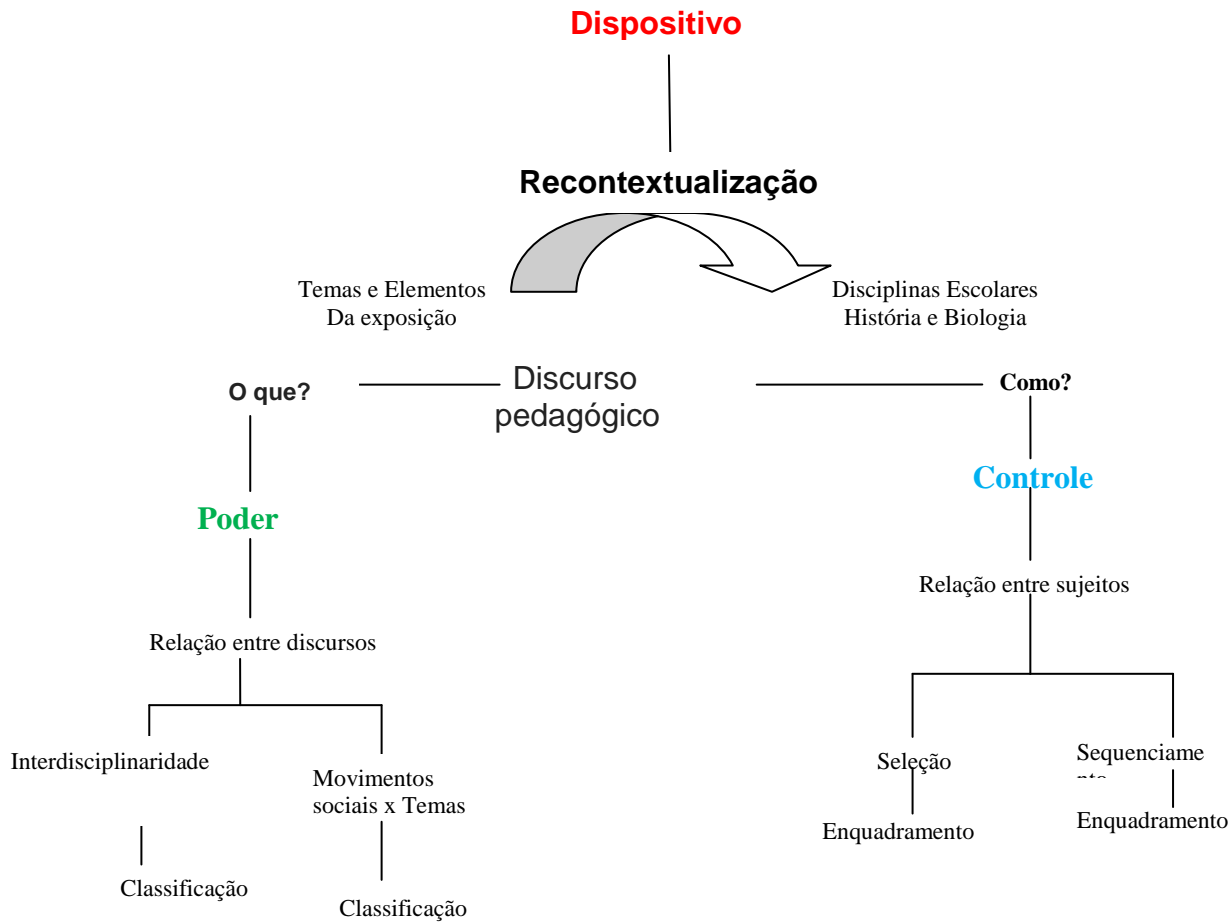 Dispositivo
Recontextualização
Temas e Elementos
Da exposição
Disciplinas Escolares
História e Biologia
O que?
Discurso
pedagógico
Como?
Controle
Poder
Relação entre sujeitos
Relação entre discursos
Interdisciplinaridade
Movimentos
sociais x Temas
Seleção
Sequenciame
Enquadramento
Enquadramento
Classificação
Classificação